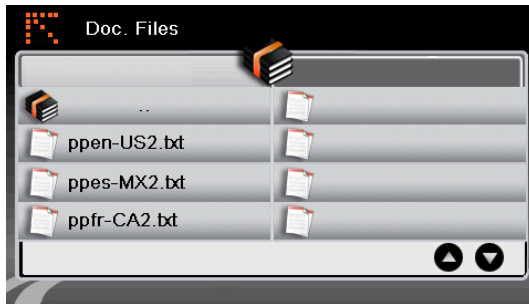 Doc. Files
..
ppen-US2.txt
ppes-MX2.txt
ppfr-CA2.txt